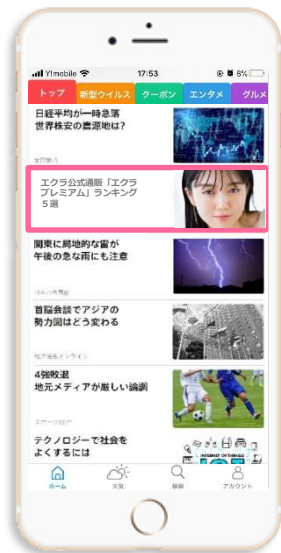 Y!mobile 17:53 8%
トップ 新型ウイルス クーポン エンタメ グルメ
日経平均が一時急落
世界株安の震源地は?
エクラ公式通販「エクラ
プレミアム」ランキング
５選
関東に局地的な雷が
午後の急な雨にも注意
首脳会談でアジアの
勢力図はどう変わる
4強敗退
地元メディアが厳しい論調
テクノロジーで社会を
よくするには
INTERNET OF THINGS
ホーム 天気 検索 アカウント